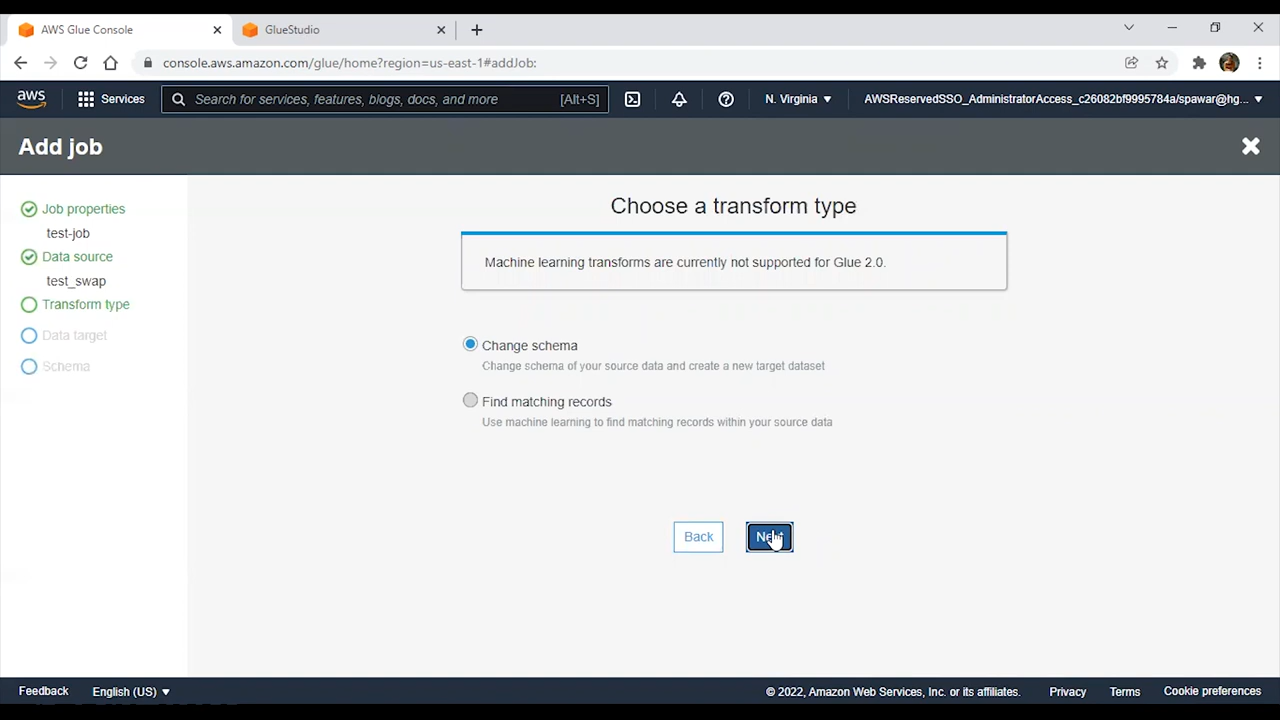 AWS Glue Console
GlueStudio
console.aws.amazon.com/glue/home?region=us-east-1#addJob:
aws
Services
Search for services, features, blogs, docs, and more
[Alt+S]
N. Virginia
AWSReservedSSO_AdministratorAccess_c26082bf9995784a/spawar@hg...
Add job
Job properties
test-job
Data source
test_swap
Transform type
Data target
Schema
Choose a transform type
Machine learning transforms are currently not supported for Glue 2.0.
Change schema
Change schema of your source data and create a new target dataset
Find matching records
Use machine learning to find matching records within your source data
Back
Next
Feedback
English (US)
© 2022, Amazon Web Services, Inc. or its affiliates.
Privacy
Terms
Cookie preferences